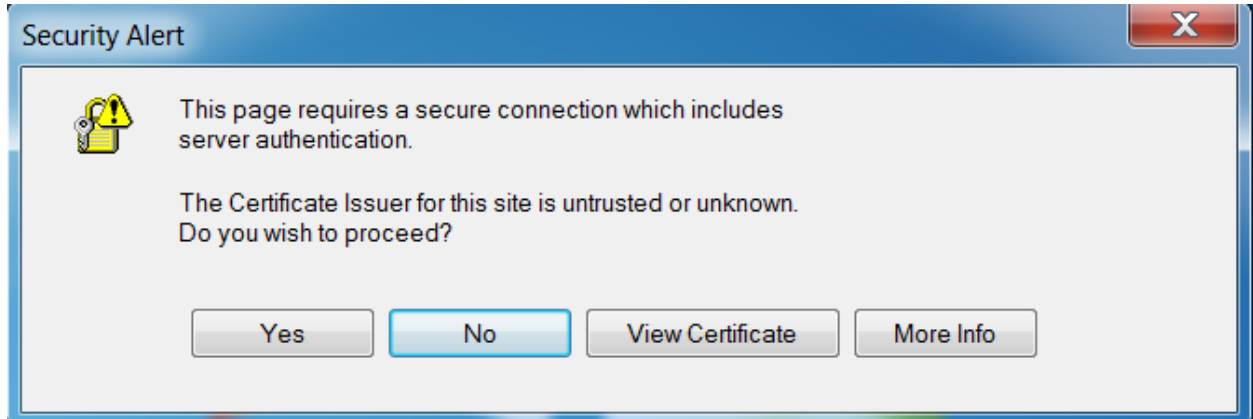 Security Alert
This page requires a secure connection which includes
server authentication.
The Certificate Issuer for this site is untrusted or unknown.
Do you wish to proceed?
Yes No View Certificate More Info